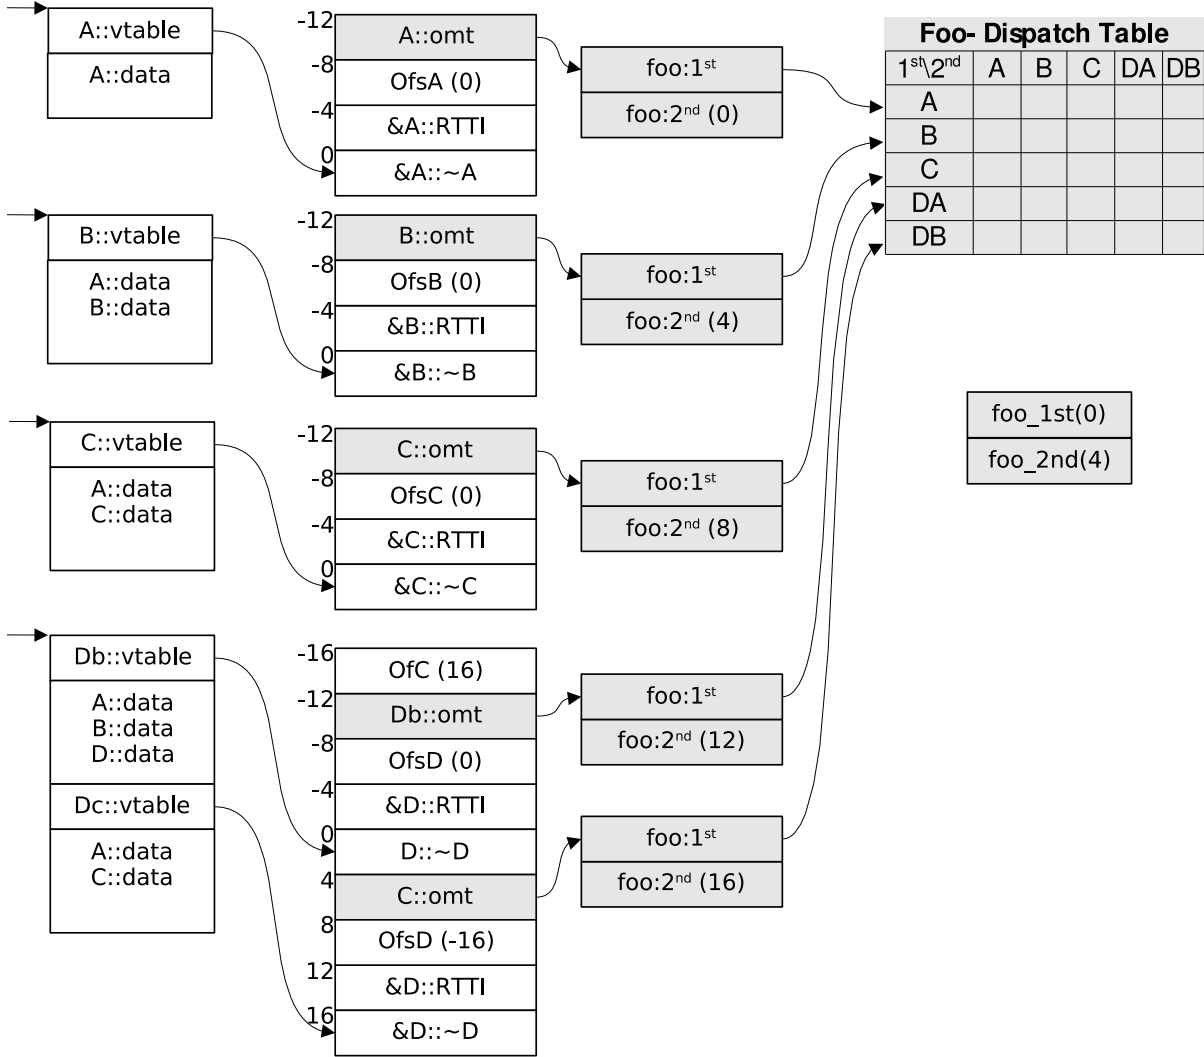 A::vtable
A::data
-12
A::omt
-8
OfsA (0)
-4
&A::RTTI
0
&A::~A
foo:1st
foo:2nd (0)
Foo- Dispatch Table
1st\2nd A B C DA DB
A
B
C
DA
DB
B::vtable
A::data
B::data
-12
B::omt
-8
OfsB (0)
-4
&B::RTTI
0
&B::~B
foo:1st
foo:2nd (4)
foo_1st(0)
foo_2nd(4)
C::vtable
A::data
C::data
-12
C::omt
-8
OfsC (0)
-4
&C::RTTI
0
&C::~C
foo:1st
foo:2nd (8)
Db::vtable
A::data
B::data
D::data
Dc::vtable
A::data
C::data
-16
OfC (16)
-12
Db::omt
-8
OfsD (0)
-4
&D::RTTI
0
D::~D
4
C::omt
8
OfsD (-16)
12
&D::RTTI
16
&D::~D
foo:1st
foo:2nd (12)
foo:1st
foo:2nd (16)